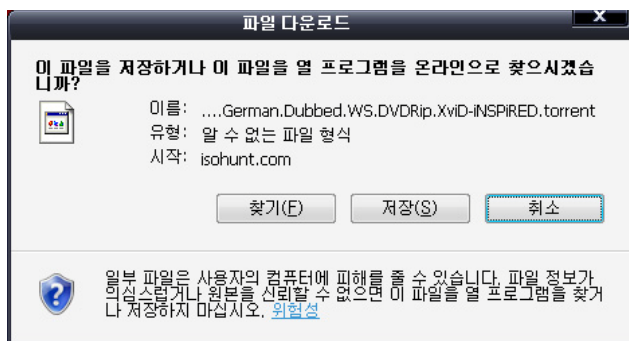 파일 다운로드
X
이 파일을 저장하거나 이 파일을 열 프로그램을 온라인으로 찾으시겠습
니까?
이름: ....German.Dubbed.WS.DVDRip.XviD-iNSPiRED.torrent
유형: 알 수 없는 파일 형식
시작: isohunt.com
찾기(F)
저장(S)
취소
일부 파일은 사용자의 컴퓨터에 피해를 줄 수 있습니다. 파일 정보가
의심스럽거나 원본을 신뢰할 수 없으면 이 파일을 열 프로그램을 찾거
나 저장하지 마십시오. 위험성